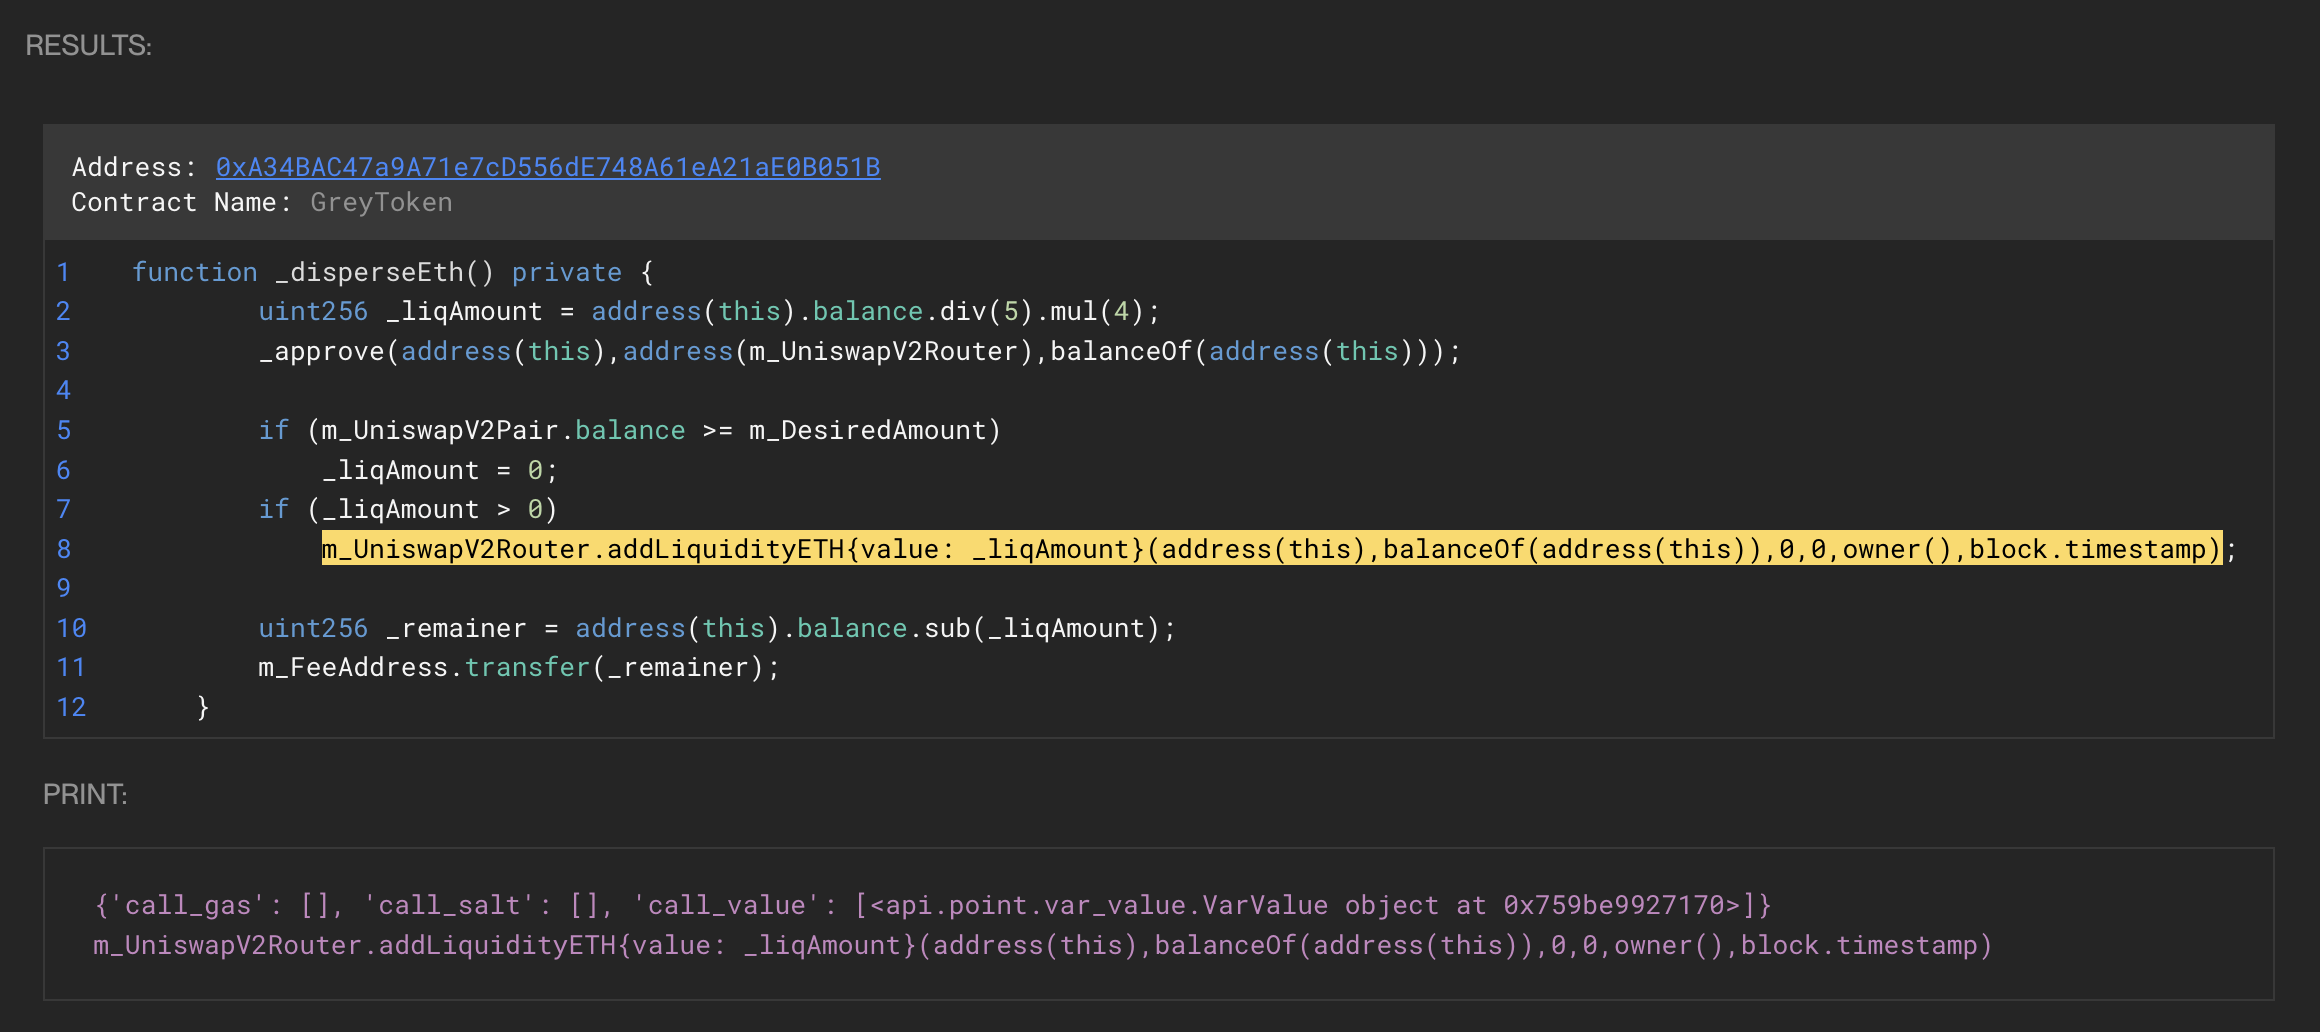 RESULTS:
Address: 0xA34BAC47a9A71e7cD556dE748A61eA21aE0B051B
Contract Name: GreyToken
1 function _disperseEth() private {
2 uint256 _liqAmount = address(this).balance.div(5).mul(4);
3 _approve(address(this),address(m_UniswapV2Router),balanceOf(address(this)));
4
5 if (m_UniswapV2Pair.balance >= m_DesiredAmount)
6 _liqAmount = 0;
7 if (_liqAmount > 0)
8 m_UniswapV2Router.addLiquidityETH{value: _liqAmount}(address(this),balanceOf(address(this)),0,0,owner(),block.timestamp);
9
10 uint256 _remainer = address(this).balance.sub(_liqAmount);
11 m_FeeAddress.transfer(_remainer);
12 }
PRINT:
{'call_gas': [], 'call_salt': [], 'call_value': [<api.point.var_value.VarValue object at 0x759be9927170>]}
m_UniswapV2Router.addLiquidityETH{value: _liqAmount}(address(this),balanceOf(address(this)),0,0,owner(),block.timestamp)